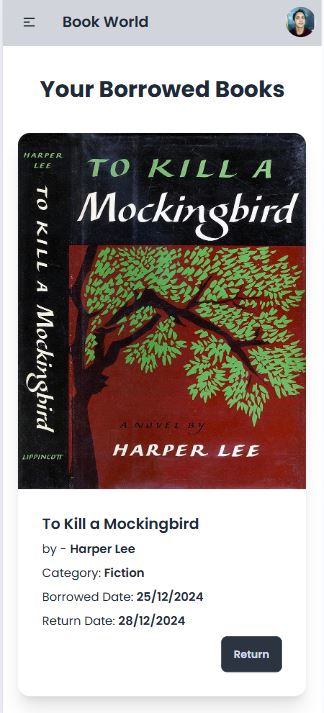 Book World
Your Borrowed Books
HARPER
LEE
TO KILL A Mockingbird
LIPPINCOTT
TO KILL A
Mockingbird
A NOVEL BY
HARPER LEE
To Kill a Mockingbird
by - Harper Lee
Category: Fiction
Borrowed Date: 25/12/2024
Return Date: 28/12/2024
Return